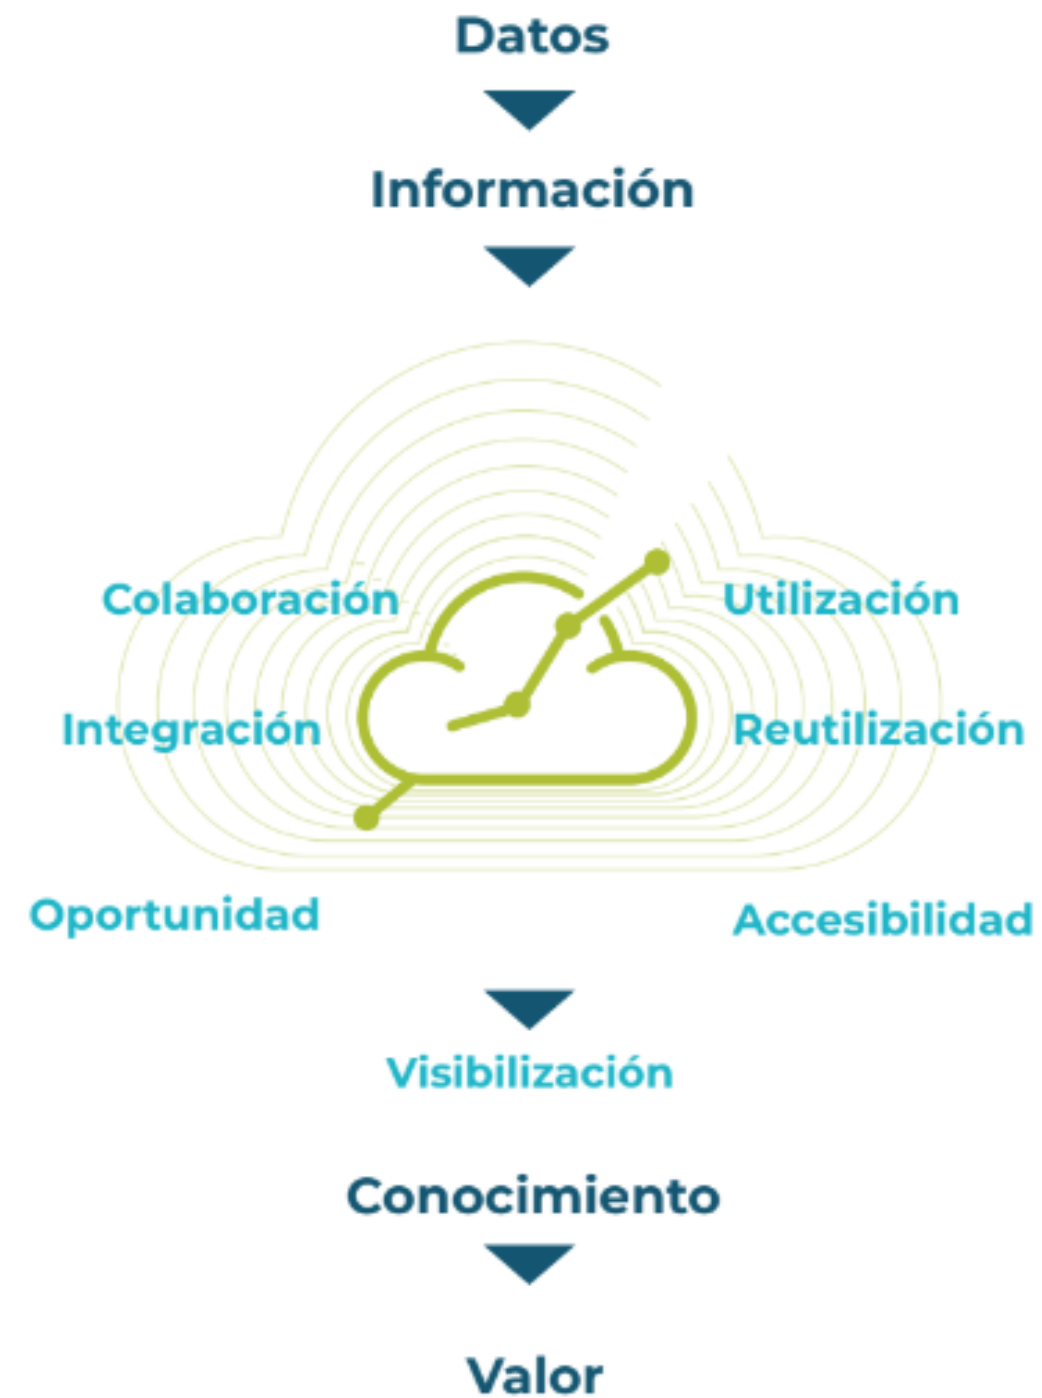 Datos
Información
Colaboración
Utilización
Integración
Reutilización
Oportunidad
Accesibilidad
Visibilización
Conocimiento
Valor